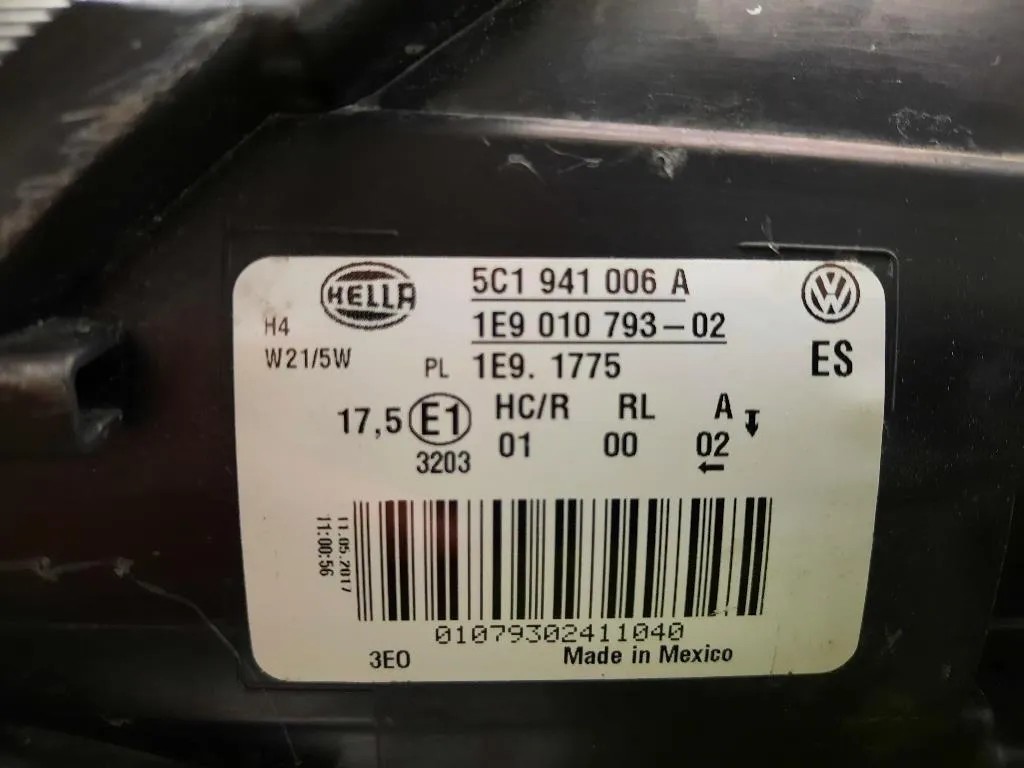 HELLA
5C1 941 006 A
1E9 010 793-02
H4
W21/5W
PL 1E9. 1775
VW
ES
17,5 E1 HC/R RL A
3203 01 00 02
11.05.2017
11:00:56
01079302411040
3E0 Made in Mexico